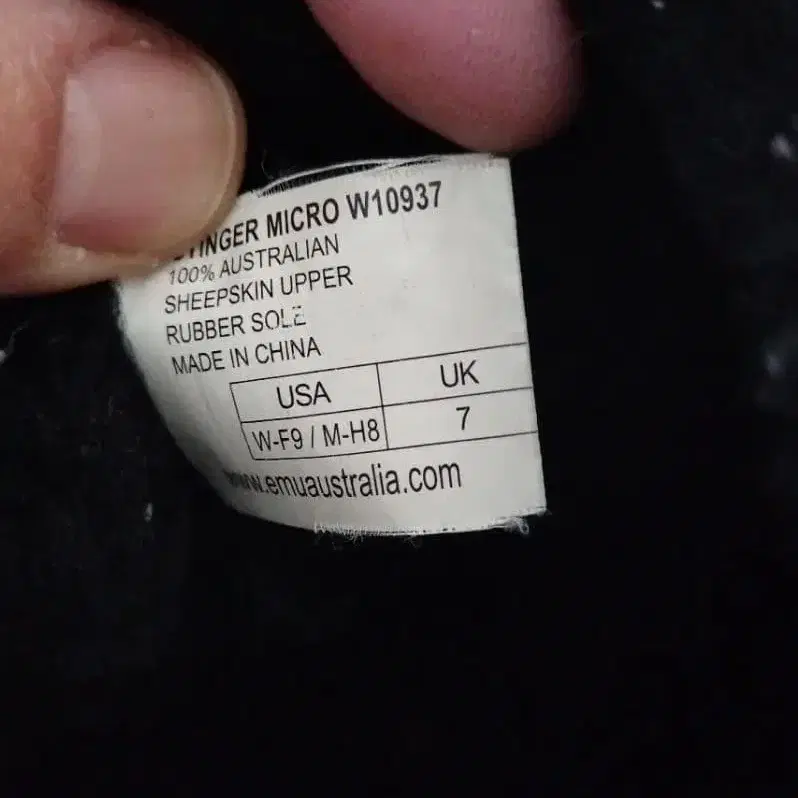 STINGER MICRO W10937
100% AUSTRALIAN
SHEEPSKIN UPPER
RUBBER SOLE
MADE IN CHINA
USA UK
W-F9 / M-H8 7
www.emuaustralia.com